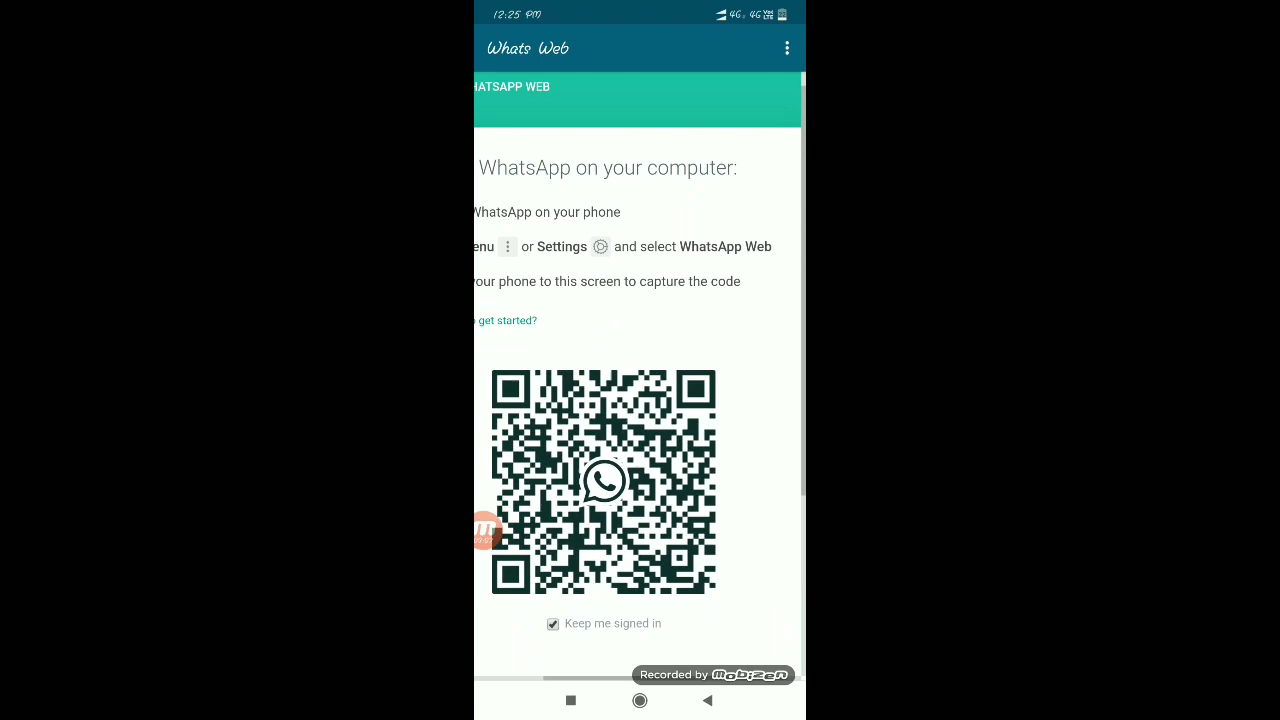 12:25 PM 4G 4G VoLTE
Whats Web
HATSAPP WEB
WhatsApp on your computer:
WhatsApp on your phone
enu or Settings and select WhatsApp Web
your phone to this screen to capture the code
get started?
Keep me signed in
Recorded by mobizen